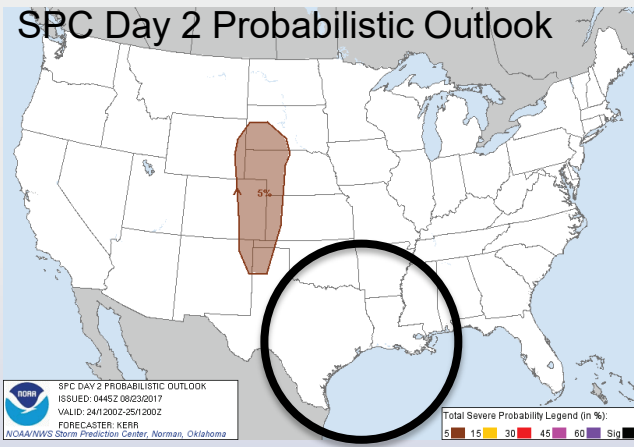 SPC Day 2 Probabilistic Outlook
5%
NOAA
SPC DAY 2 PROBABILISTIC OUTLOOK
ISSUED: 0445Z 08/23/2017
VALID: 24/1200Z-25/1200Z
FORECASTER: KERR
NOAA/NWS Storm Prediction Center, Norman, Oklahoma
Total Severe Probability Legend (in %):
5 15 30 45 60 Sig